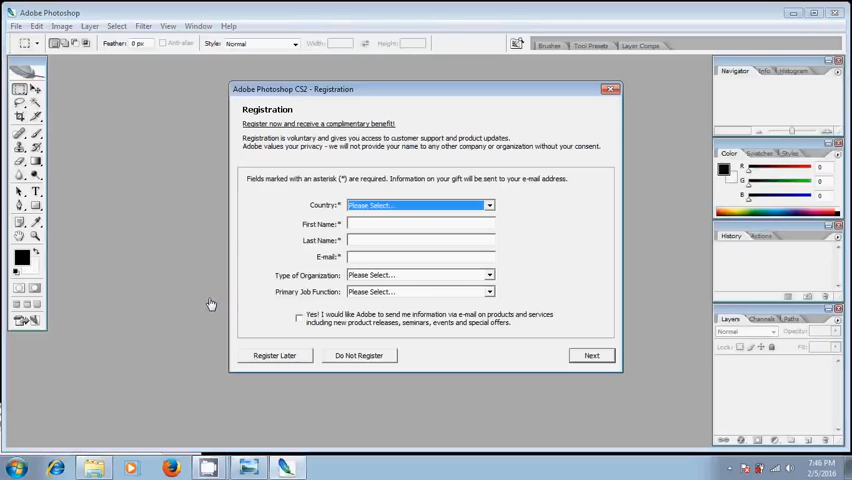 Adobe Photoshop
File Edit Image Layer Select Filter View Window Help
Feather: 0 px Anti-alias Style: Normal Width: Height: Brushes Tool Presets Layer Comps
Navigator Info Histogram
Adobe Photoshop CS2 - Registration
Registration
Register now and receive a complimentary benefit!
Registration is voluntary and gives you access to customer support and product updates.
Adobe values your privacy - we will not provide your name to any other company or organization without your consent.
Fields marked with an asterisk (*) are required. Information on your gift will be sent to your e-mail address.
Country:* Please Select...
First Name:*
Last Name:*
E-mail:*
Type of Organization: Please Select...
Primary Job Function: Please Select...
Yes! I would like Adobe to send me information via e-mail on products and services
including new product releases, seminars, events and special offers.
Register Later Do Not Register Next
Color Swatches Styles
R 0
G 0
B 0
History Actions
Layers Channels Paths
Normal Opacity:
Lock: Fill:
7:46 PM
2/5/2016